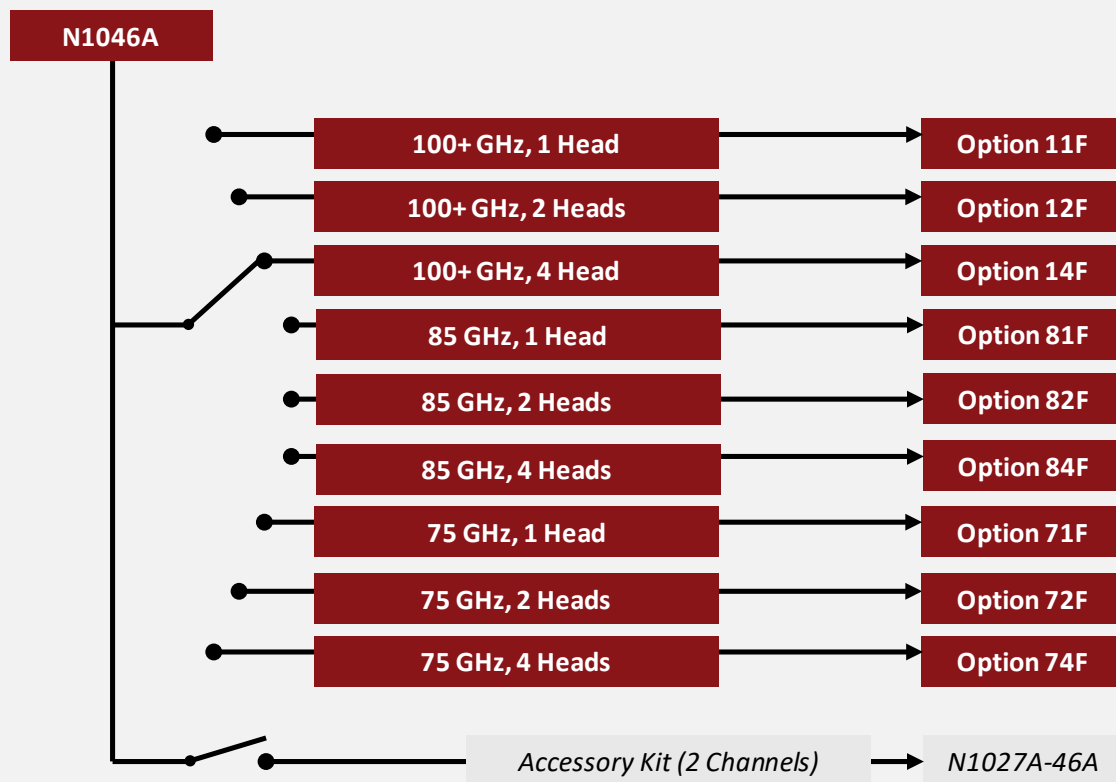 N1046A
100+ GHz, 1 Head Option 11F
100+ GHz, 2 Heads Option 12F
100+ GHz, 4 Head Option 14F
85 GHz, 1 Head Option 81F
85 GHz, 2 Heads Option 82F
85 GHz, 4 Heads Option 84F
75 GHz, 1 Head Option 71F
75 GHz, 2 Heads Option 72F
75 GHz, 4 Heads Option 74F
Accessory Kit (2 Channels) N1027A-46A